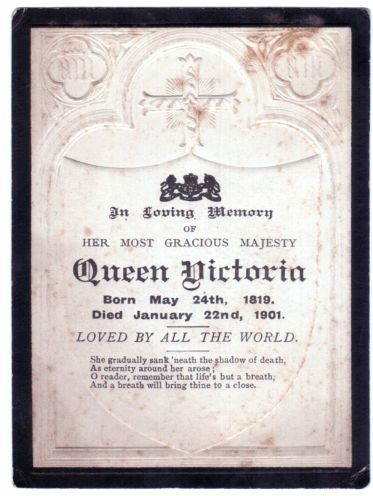 In Loving Memory
OF
HER MOST GRACIOUS MAJESTY
Queen Victoria
Born May 24th, 1819.
Died January 22nd, 1901.
LOVED BY ALL THE WORLD.
She gradually sank 'neath the shadow of death,
As eternity around her arose;
O reader, remember that life's but a breath,
And a breath will bring thine to a close.